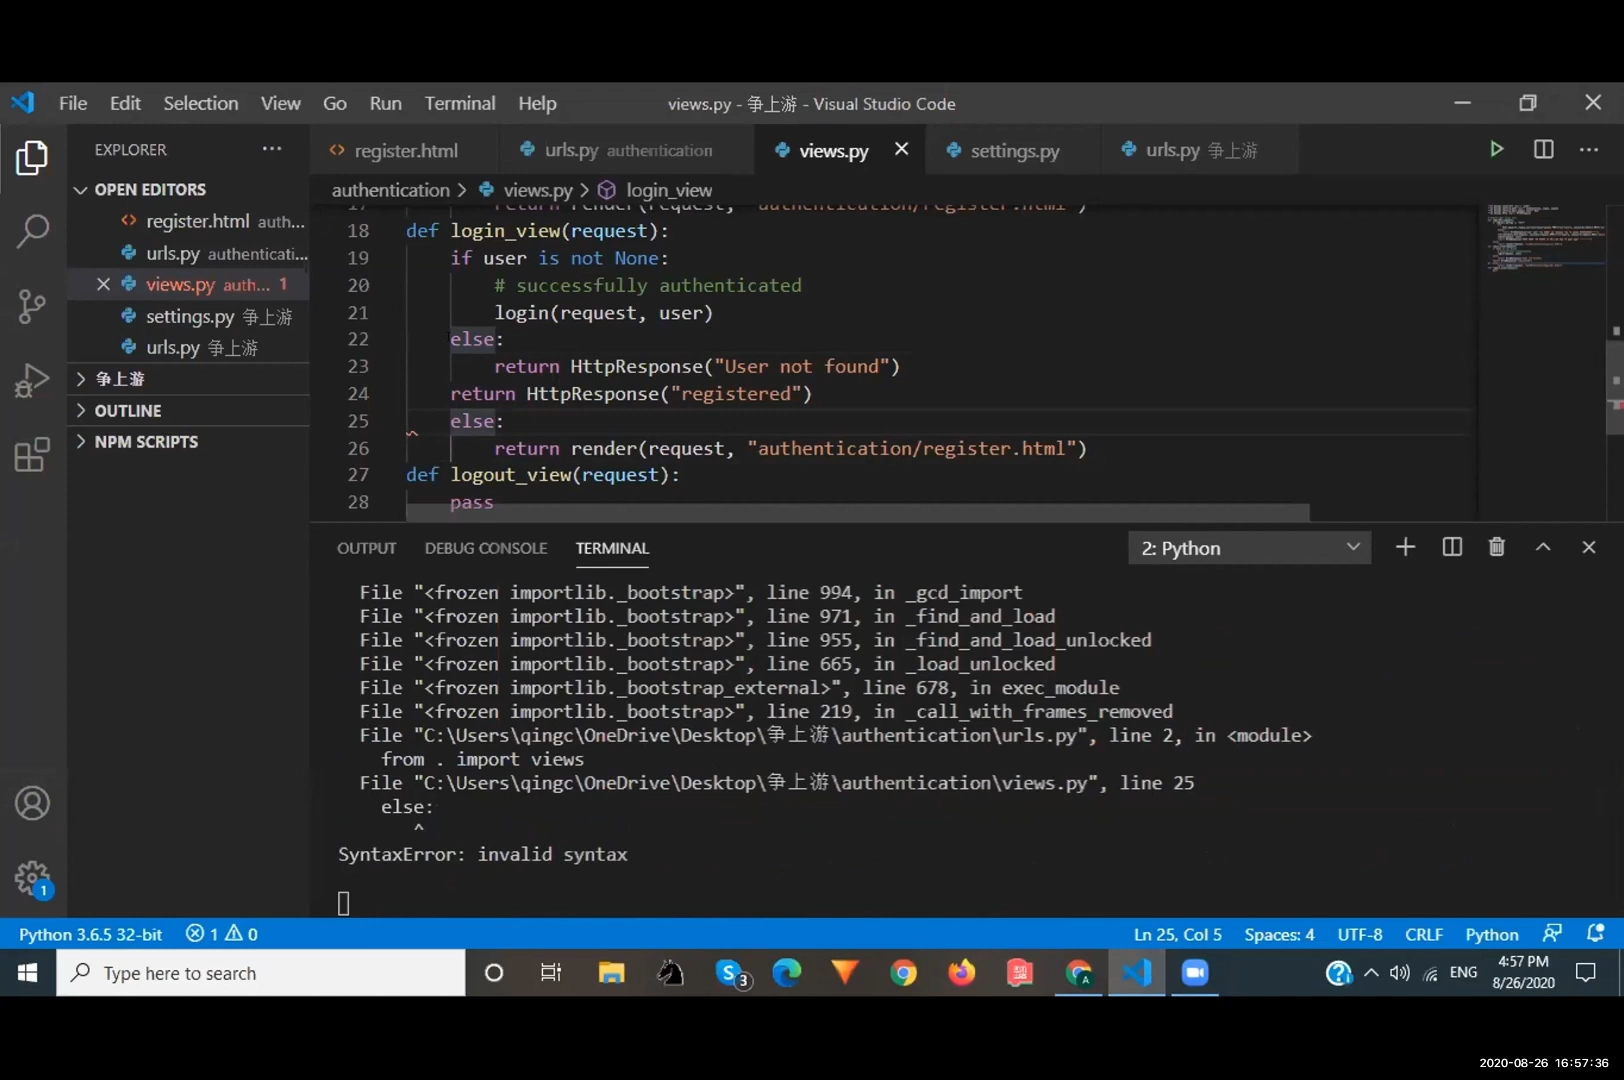 File Edit Selection View Go Run Terminal Help views.py - 争上游 - Visual Studio Code
EXPLORER
register.html urls.py authentication views.py settings.py urls.py 争上游
OPEN EDITORS
register.html auth...
urls.py authenticati...
views.py auth... 1
settings.py 争上游
urls.py 争上游
争上游
OUTLINE
NPM SCRIPTS
authentication > views.py > login_view
17 return render(request, "authentication/register.html")
18 def login_view(request):
19 if user is not None:
20 # successfully authenticated
21 login(request, user)
22 else:
23 return HttpResponse("User not found")
24 return HttpResponse("registered")
25 else:
26 return render(request, "authentication/register.html")
27 def logout_view(request):
28 pass
OUTPUT DEBUG CONSOLE TERMINAL 2: Python
File "<frozen importlib._bootstrap>", line 994, in _gcd_import
File "<frozen importlib._bootstrap>", line 971, in _find_and_load
File "<frozen importlib._bootstrap>", line 955, in _find_and_load_unlocked
File "<frozen importlib._bootstrap>", line 665, in _load_unlocked
File "<frozen importlib._bootstrap_external>", line 678, in exec_module
File "<frozen importlib._bootstrap>", line 219, in _call_with_frames_removed
File "C:\Users\qingc\OneDrive\Desktop\争上游\authentication\urls.py", line 2, in <module>
from . import views
File "C:\Users\qingc\OneDrive\Desktop\争上游\authentication\views.py", line 25
else:
^
SyntaxError: invalid syntax
1
Python 3.6.5 32-bit 1 0 Ln 25, Col 5 Spaces: 4 UTF-8 CRLF Python
Type here to search 3 ENG 4:57 PM
8/26/2020
2020-08-26 16:57:36